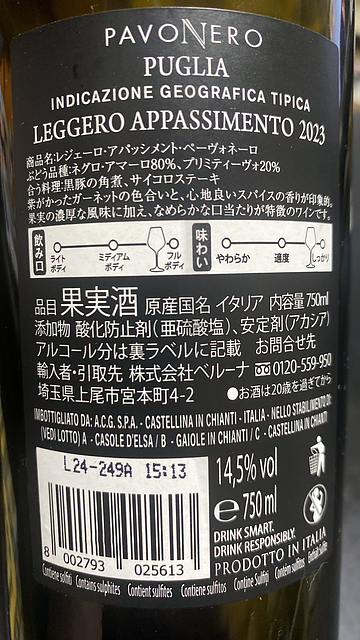 PAVONERO
PUGLIA
INDICAZIONE GEOGRAFICA TIPICA
LEGGERO APPASSIMENTO 2023
商品名:レジェーロ・アパッシメント・ペーヴォネーロ
ぶどう品種:ネグロ・アマーロ80%、プリミティーヴォ20%
合う料理:黒豚の角煮、サイコロステーキ
紫がかったガーネットの色合いと、心地良いスパイスの香りが印象的。
果実の濃厚な風味に加え、なめらかな口当たりが特徴のワインです。
飲み口 ライトボディ ミディアムボディ フルボディ 味わい やわらか 適度 しっかり
品目 果実酒 原産国名 イタリア 内容量 750ml
添加物 酸化防止剤(亜硫酸塩)、安定剤(アカシア)
アルコール分は裏ラベルに記載 お問合せ先
輸入者・引取先 株式会社ベルーナ 0120-559-950
埼玉県上尾市宮本町4-2 ●お酒は20歳を過ぎてから
IMBOTTIGLIATO DA: A.C.G. S.P.A. - CASTELLINA IN CHIANTI - ITALIA - NELLO STABILIMENTO DI:
(VEDI LOTTO) A - CASOLE D'ELSA / B - GAIOLE IN CHIANTI / C - CASTELLINA IN CHIANTI
L24-249A 15:13
14,5% vol
e 750 ml
DRINK SMART.
DRINK RESPONSIBLY.
PRODOTTO IN ITALIA
8 002793 025613
Contiene solfiti Contains sulphites Contient sulfites Contiene sulfitos Contém sulfitos